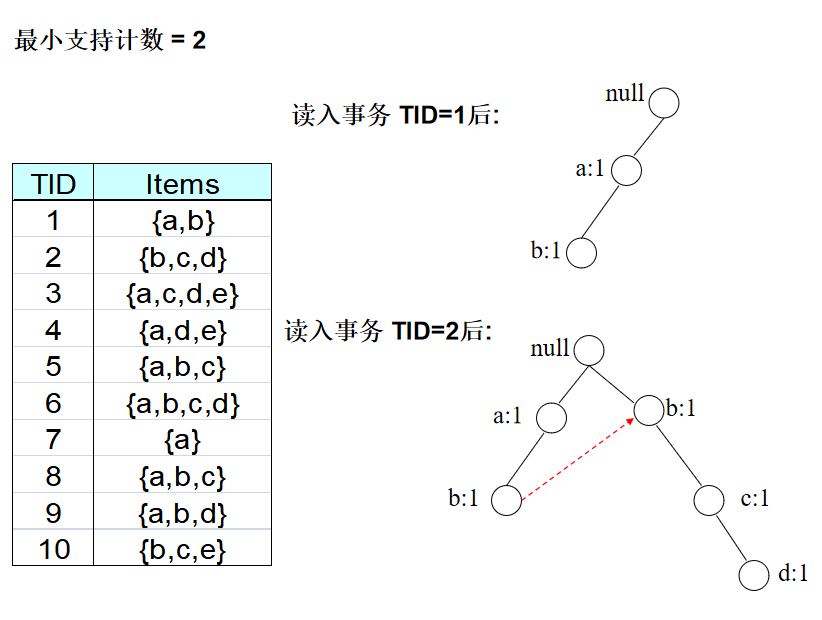 最小支持计数 = 2
读入事务 TID=1后:
null
a:1
b:1
TID Items
1 {a,b}
2 {b,c,d}
3 {a,c,d,e}
4 {a,d,e}
5 {a,b,c}
6 {a,b,c,d}
7 {a}
8 {a,b,c}
9 {a,b,d}
10 {b,c,e}
读入事务 TID=2后:
null
a:1
b:1
b:1
c:1
d:1